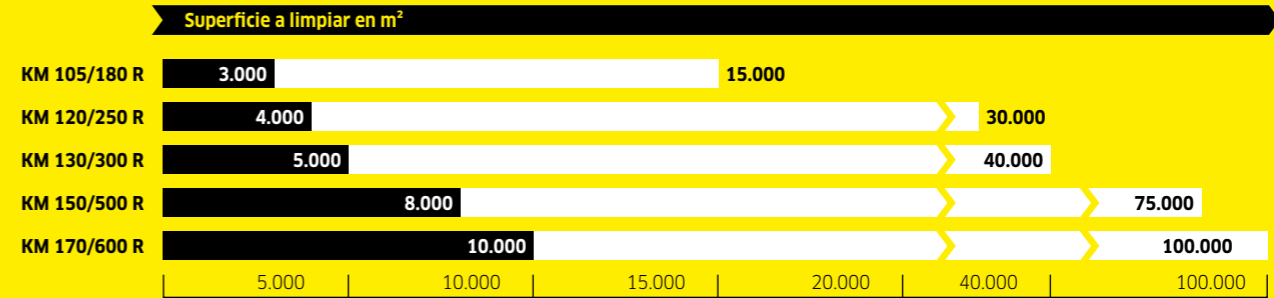 Superficie a limpiar en m²
KM 105/180 R 3.000 15.000
KM 120/250 R 4.000 30.000
KM 130/300 R 5.000 40.000
KM 150/500 R 8.000 75.000
KM 170/600 R 10.000 100.000
5.000 10.000 15.000 20.000 40.000 100.000